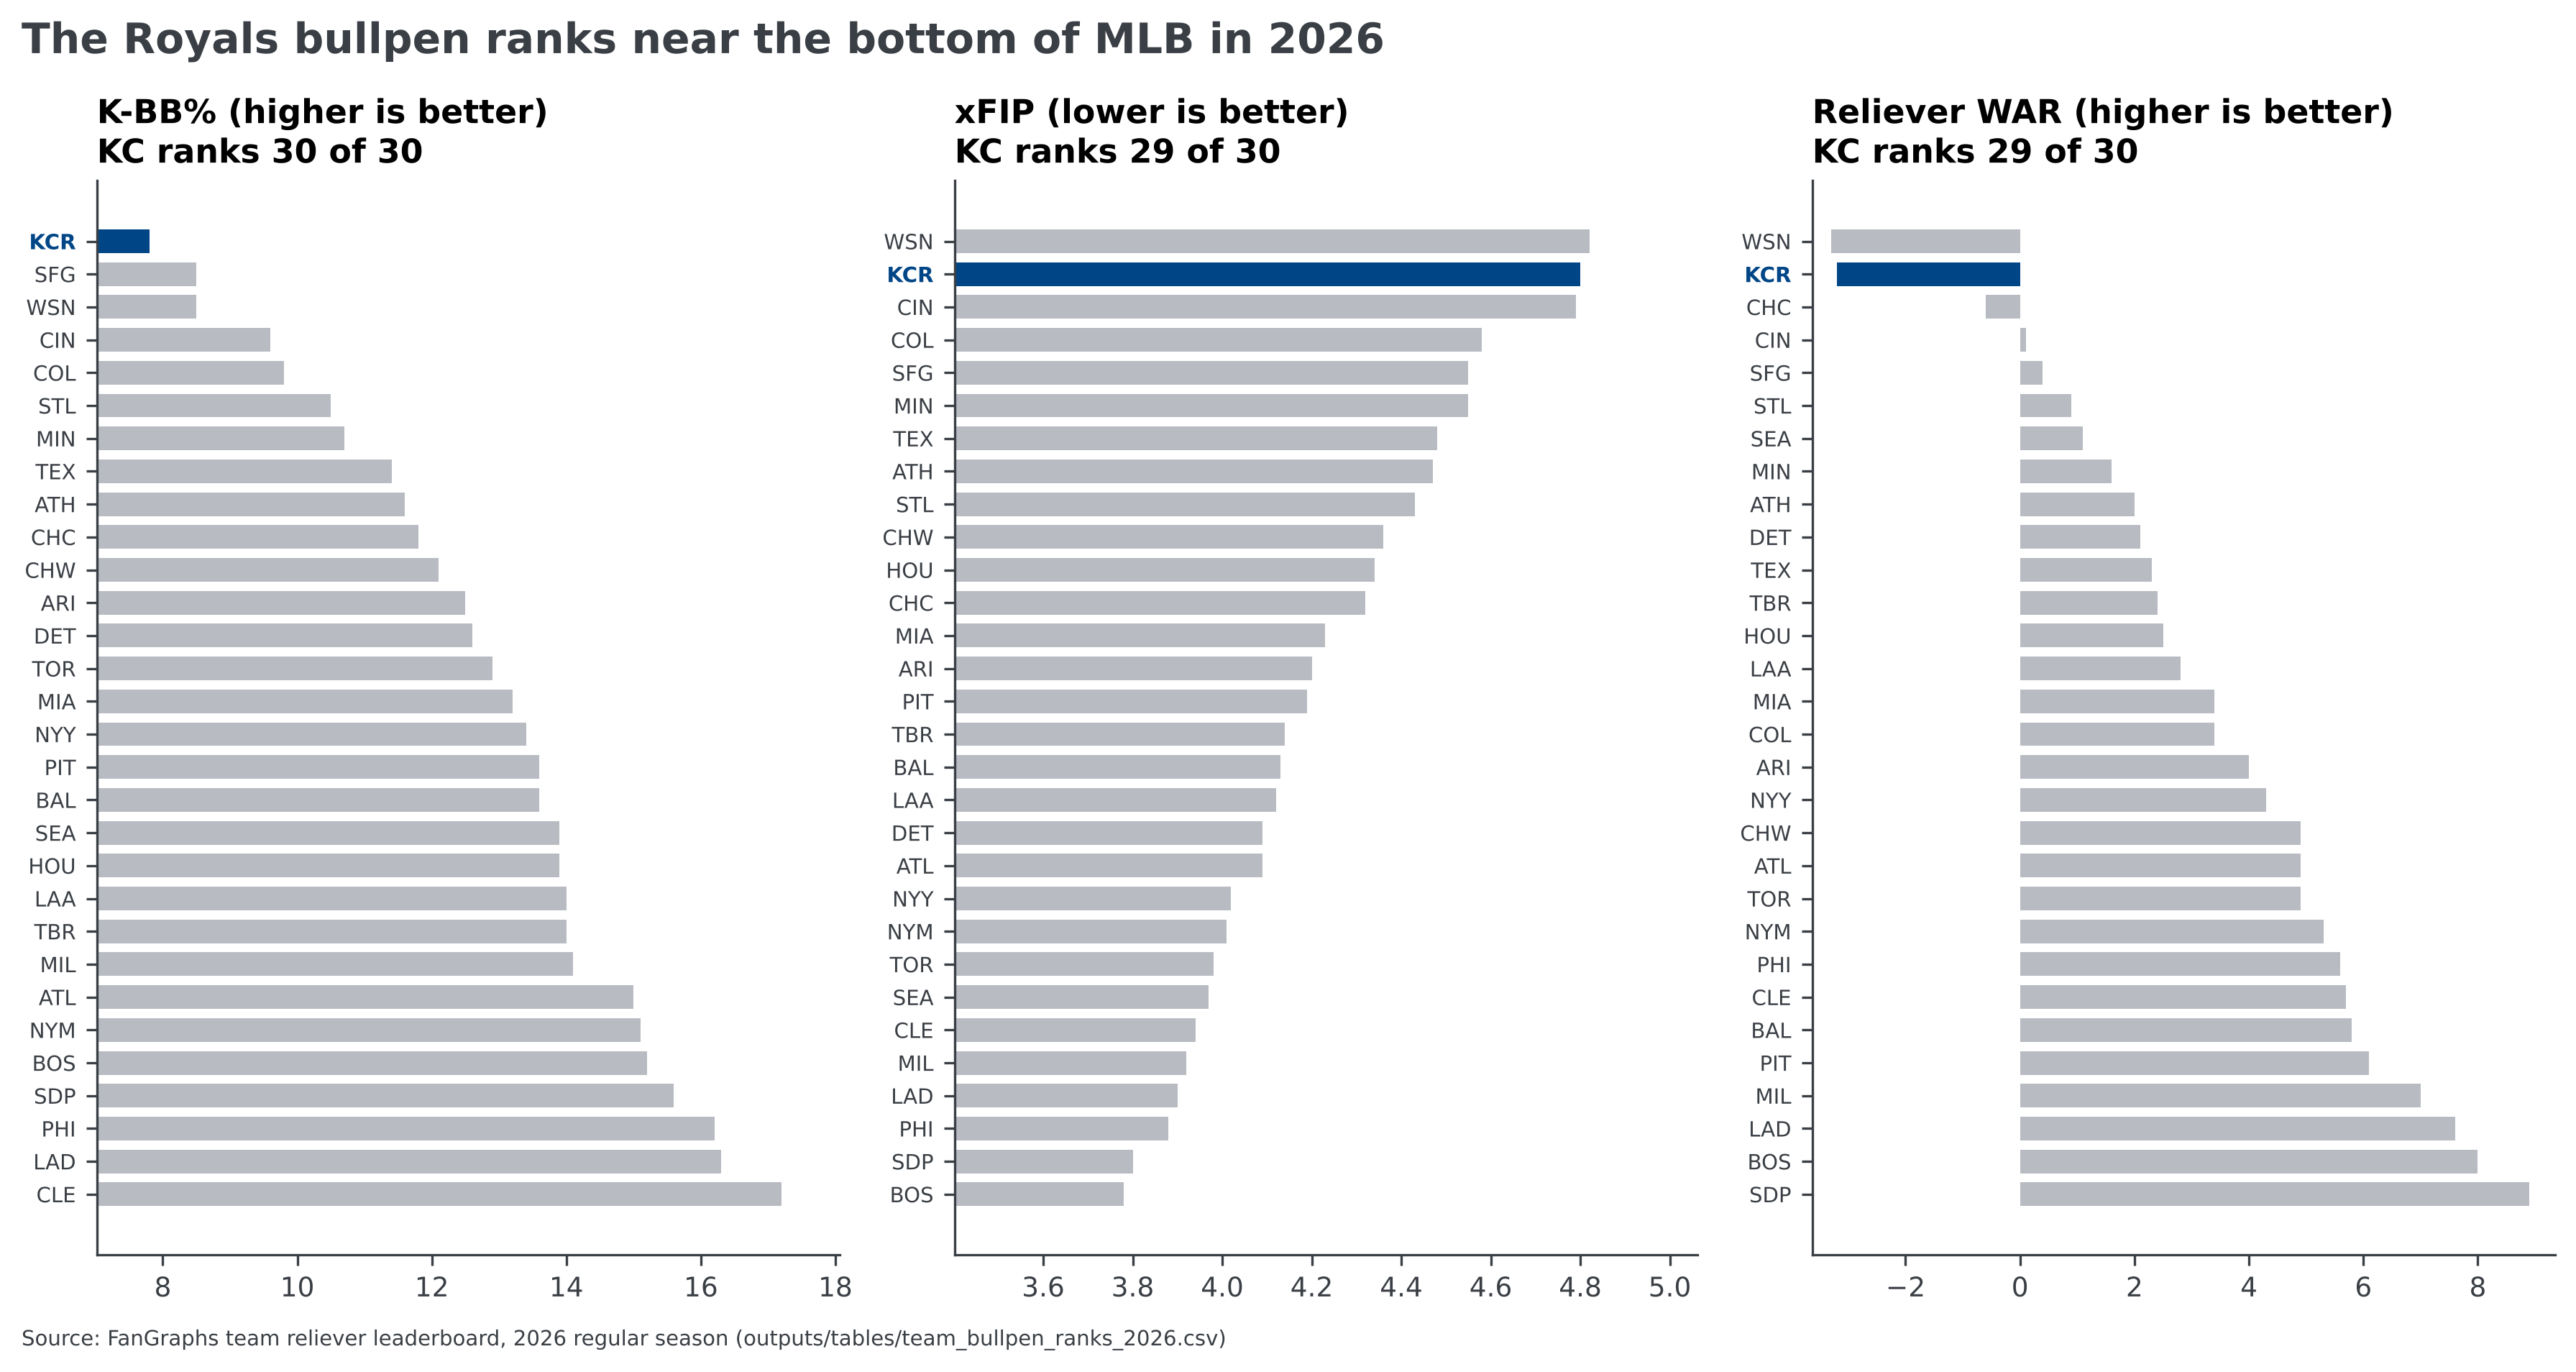 The Royals bullpen ranks near the bottom of MLB in 2026
K-BB% (higher is better)
KC ranks 30 of 30
KCR
SFG
WSN
CIN
COL
STL
MIN
TEX
ATH
CHC
CHW
ARI
DET
TOR
MIA
NYY
PIT
BAL
SEA
HOU
LAA
TBR
MIL
ATL
NYM
BOS
SDP
PHI
LAD
CLE
8 10 12 14 16 18
xFIP (lower is better)
KC ranks 29 of 30
WSN
KCR
CIN
COL
SFG
MIN
TEX
ATH
STL
CHW
HOU
CHC
MIA
ARI
PIT
TBR
BAL
LAA
DET
ATL
NYY
NYM
TOR
SEA
CLE
MIL
LAD
PHI
SDP
BOS
3.6 3.8 4.0 4.2 4.4 4.6 4.8 5.0
Reliever WAR (higher is better)
KC ranks 29 of 30
WSN
KCR
CHC
CIN
SFG
STL
SEA
MIN
ATH
DET
TEX
TBR
HOU
LAA
MIA
COL
ARI
NYY
CHW
ATL
TOR
NYM
PHI
CLE
BAL
PIT
MIL
LAD
BOS
SDP
−2 0 2 4 6 8
Source: FanGraphs team reliever leaderboard, 2026 regular season (outputs/tables/team_bullpen_ranks_2026.csv)